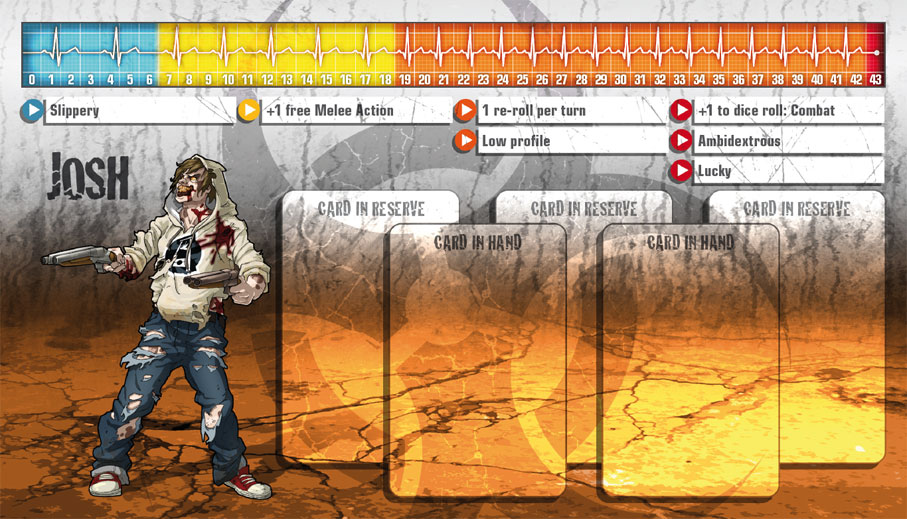 0 1 2 3 4 5 6 7 8 9 10 11 12 13 14 15 16 17 18 19 20 21 22 23 24 25 26 27 28 29 30 31 32 33 34 35 36 37 38 39 40 41 42 43
Slippery +1 free Melee Action 1 re-roll per turn +1 to dice roll: Combat
Low profile Ambidextrous
Lucky
JOSH
CARD IN RESERVE CARD IN RESERVE CARD IN RESERVE
CARD IN HAND CARD IN HAND